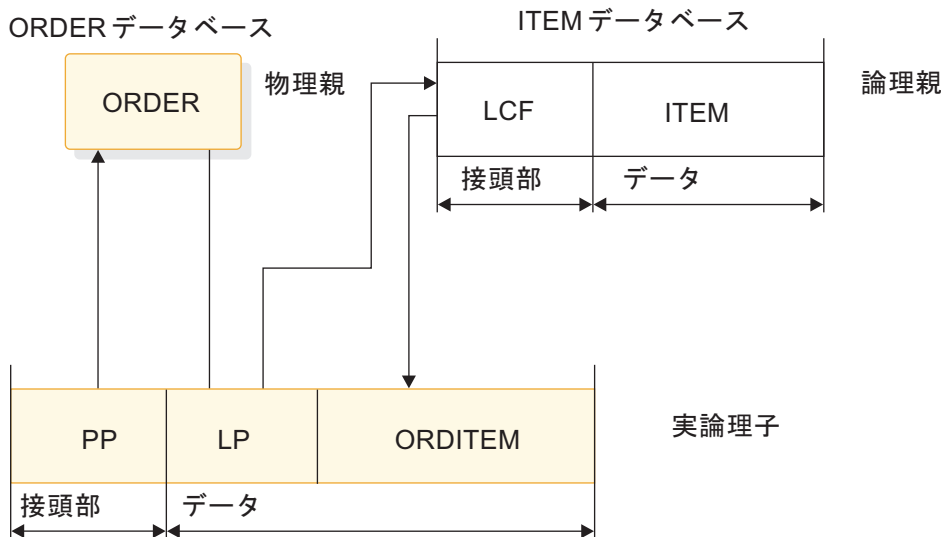 ORDER データベース
ITEM データベース
ORDER
物理親
LCF
ITEM
論理親
接頭部
データ
PP
LP
ORDITEM
実論理子
接頭部
データ